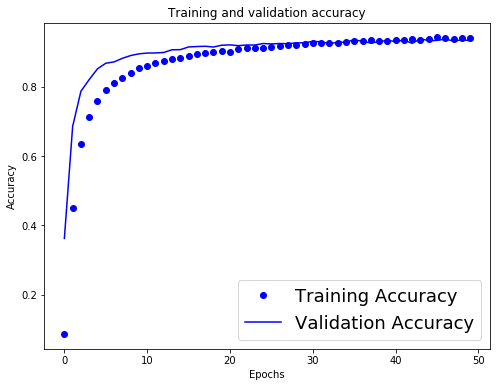 Training and validation accuracy
Accuracy
0.8
0.6
0.4
0.2
Training Accuracy
Validation Accuracy
0 10 20 30 40 50
Epochs